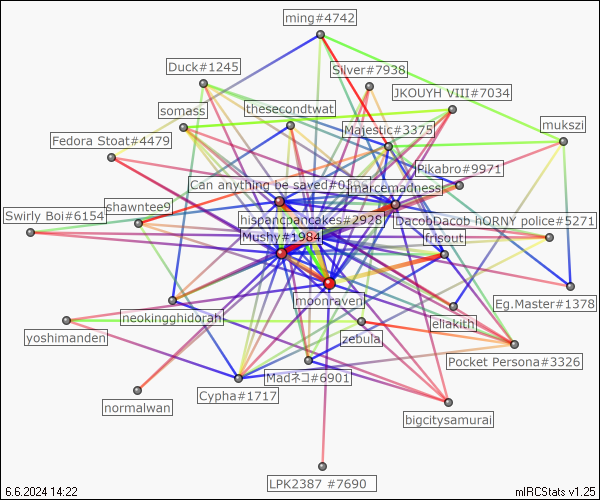 ming#4742
Silver#7938
Duck#1245
JKOUYH VIII#7034
somass
thesecondtwat
mukszi
Majestic#3375
Fedora Stoat#4479
Pikabro#9971
Can anything be saved#0
marcemadness
shawntee9
Swirly Boi#6154
hispanicpancakes#2925
DacobDacob hORNY police#5271
Mushy#1984
frisout
moonraven
Eg.Master#1378
neokingghidorah
eliakith
yoshimanden
zebula
Pocket Persona#3326
Madネコ#6901
Cypha#1717
normalwan
bigcitysamurai
LPK2387 #7690
6.6.2024 14:22
mIRCStats v1.25